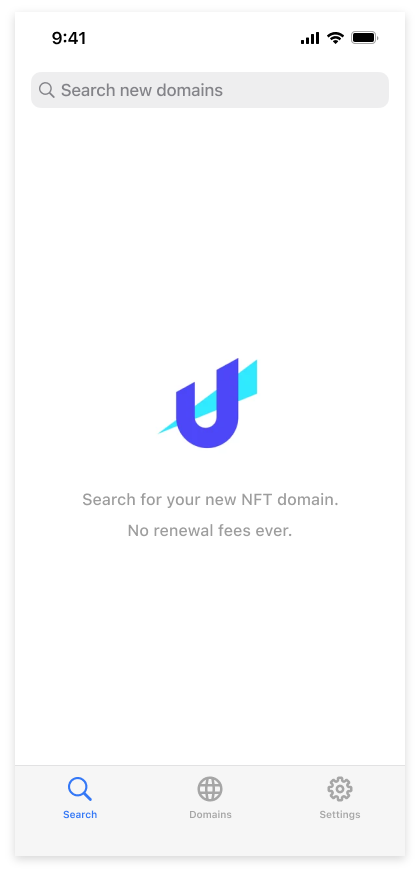 9:41
Search new domains
Search for your new NFT domain.
No renewal fees ever.
Search
Domains
Settings